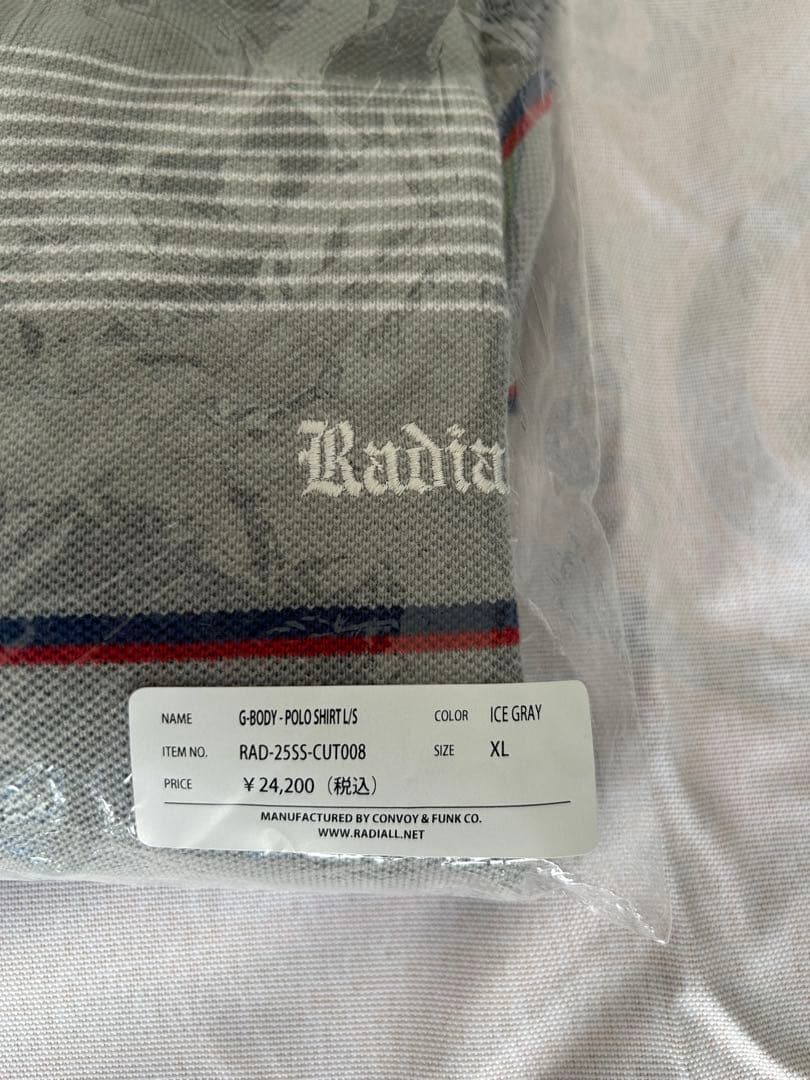 Radia
NAME G-BODY - POLO SHIRT L/S COLOR ICE GRAY
ITEM NO. RAD-25SS-CUT008 SIZE XL
PRICE ¥ 24,200（税込）
MANUFACTURED BY CONVOY & FUNK CO.
WWW.RADIALL.NET